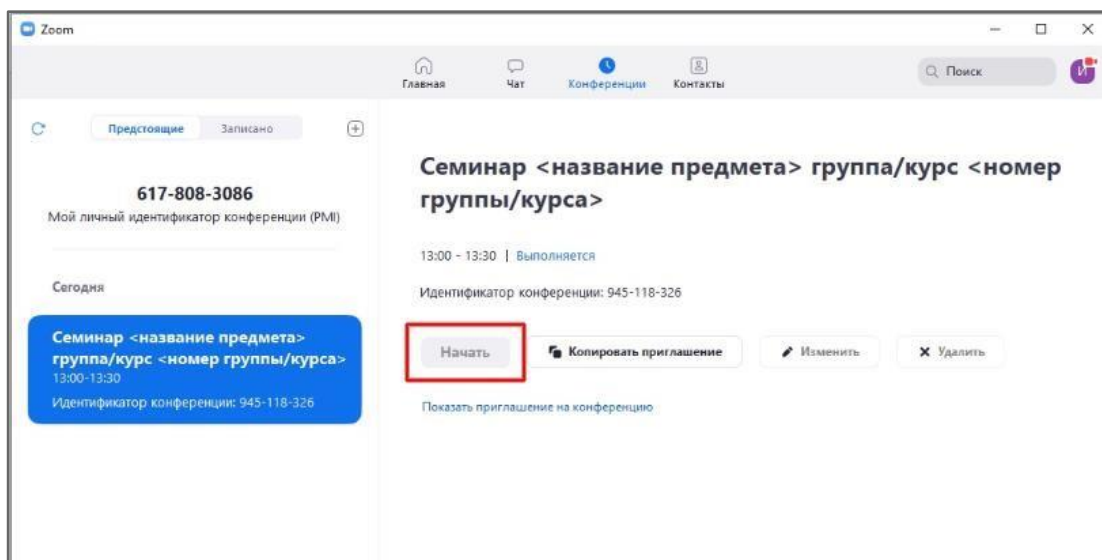 Zoom
Главная
Чат
Конференции
Контакты
Поиск
И
Предстоящие
Записано
617-808-3086
Мой личный идентификатор конференции (PMI)
Сегодня
Семинар <название предмета>
группа/курс <номер группы/курса>
13:00-13:30
Идентификатор конференции: 945-118-326
Семинар <название предмета> группа/курс <номер
группы/курса>
13:00 - 13:30 | Выполняется
Идентификатор конференции: 945-118-326
Начать
Копировать приглашение
Изменить
Удалить
Показать приглашение на конференцию